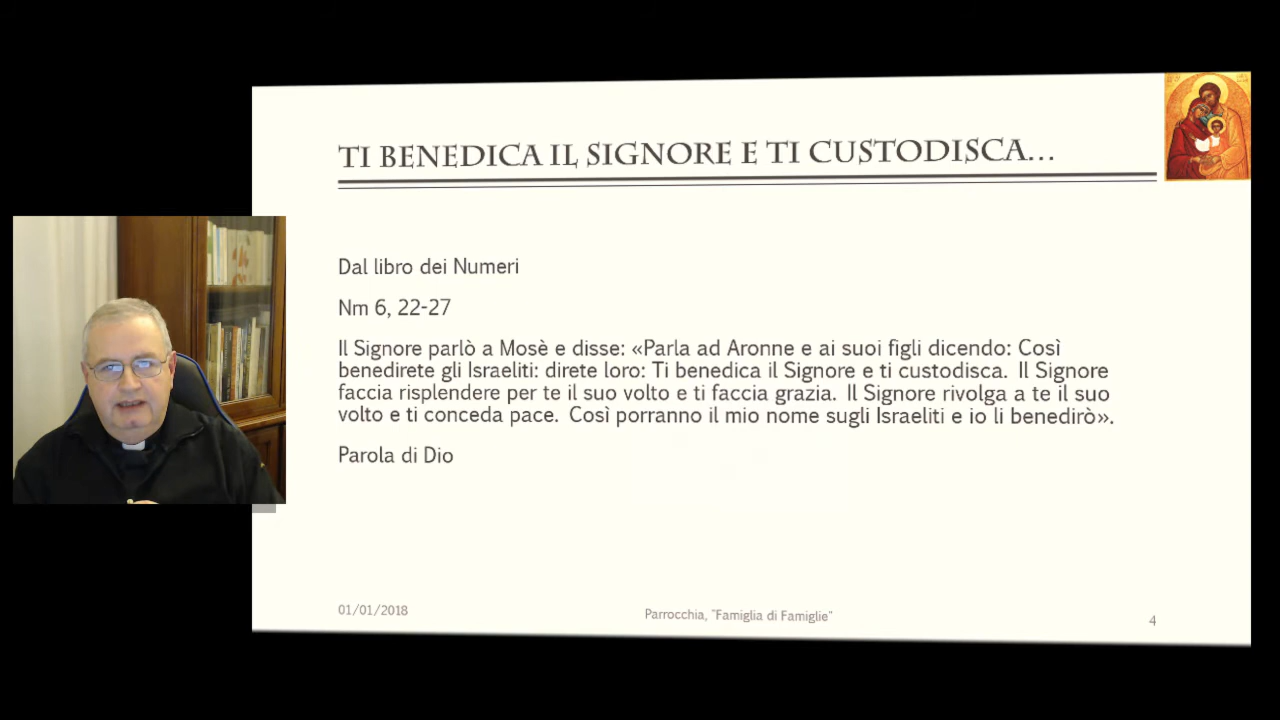 TI BENEDICA IL SIGNORE E TI CUSTODISCA...
Dal libro dei Numeri
Nm 6, 22-27
Il Signore parlò a Mosè e disse: «Parla ad Aronne e ai suoi figli dicendo: Così
benedirete gli Israeliti: direte loro: Ti benedica il Signore e ti custodisca. Il Signore
faccia risplendere per te il suo volto e ti faccia grazia. Il Signore rivolga a te il suo
volto e ti conceda pace. Così porranno il mio nome sugli Israeliti e io li benedirò».
Parola di Dio
01/01/2018
Parrocchia, "Famiglia di Famiglie"
4